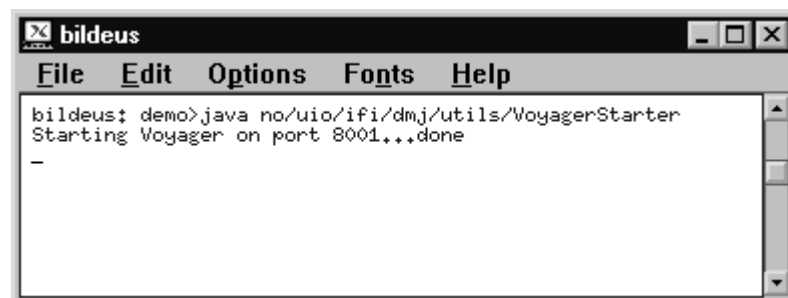 bildeus
File Edit Options Fonts Help
bildeus: demo>java no/uio/ifi/dmj/utils/VoyagerStarter
Starting Voyager on port 8001...done
_